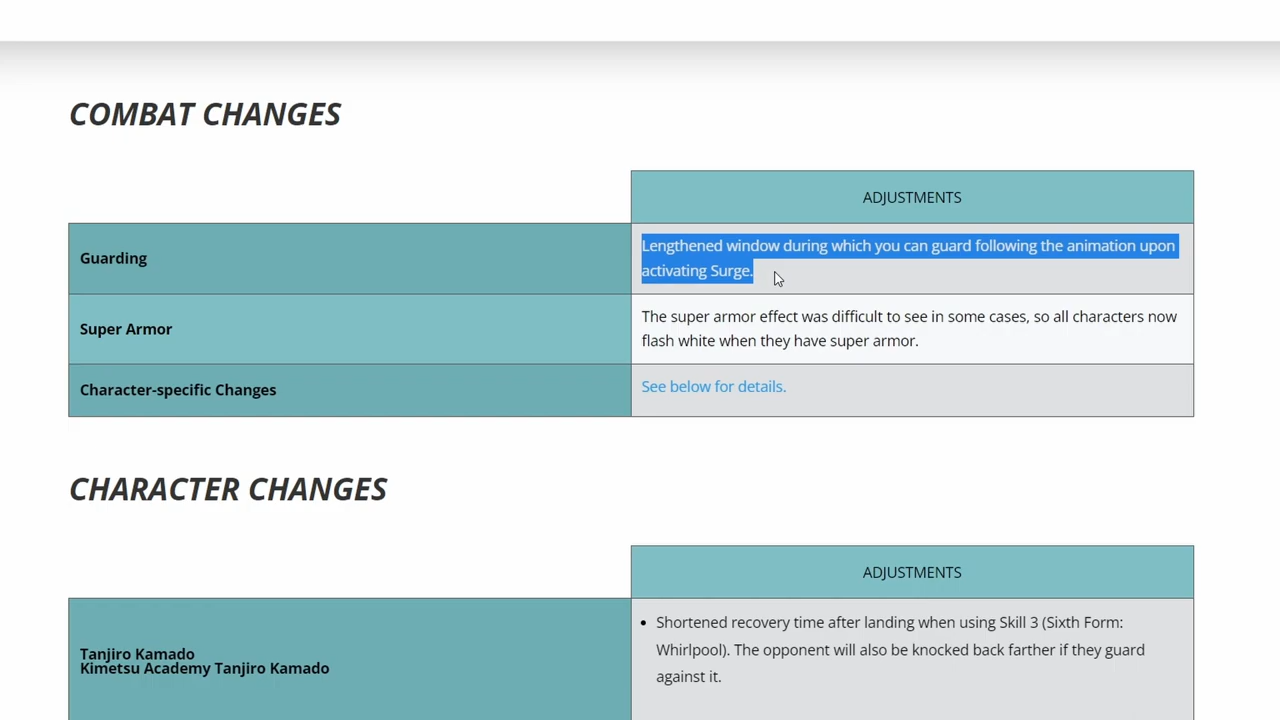 COMBAT CHANGES
ADJUSTMENTS
Guarding
Lengthened window during which you can guard following the animation upon
activating Surge.
Super Armor
The super armor effect was difficult to see in some cases, so all characters now
flash white when they have super armor.
Character-specific Changes
See below for details.
CHARACTER CHANGES
ADJUSTMENTS
Tanjiro Kamado
Kimetsu Academy Tanjiro Kamado
• Shortened recovery time after landing when using Skill 3 (Sixth Form:
Whirlpool). The opponent will also be knocked back farther if they guard
against it.